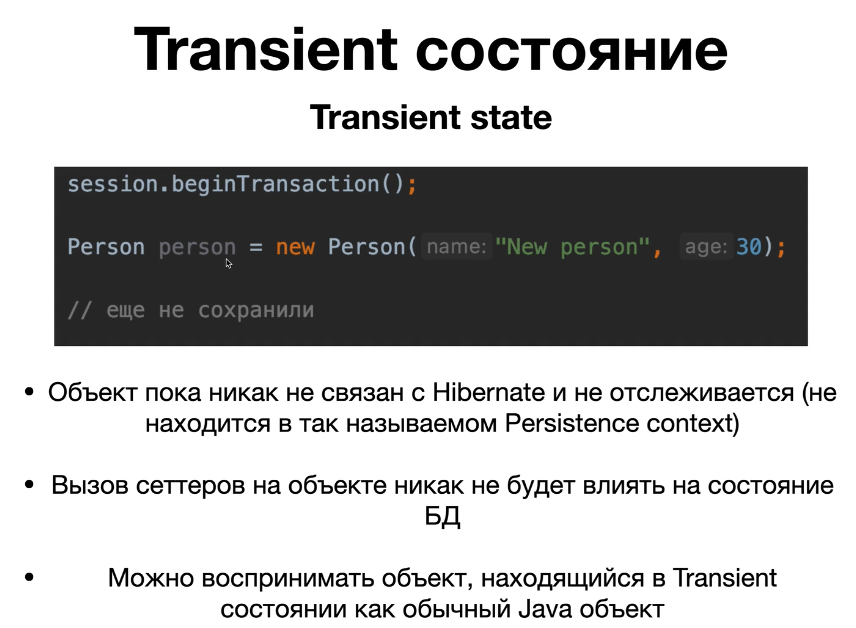 Transient состояние
Transient state
session.beginTransaction();
Person person = new Person( name: "New person", age: 30);
// еще не сохранили
• Объект пока никак не связан с Hibernate и не отслеживается (не
находится в так называемом Persistence context)
• Вызов сеттеров на объекте никак не будет влиять на состояние
БД
• Можно воспринимать объект, находящийся в Transient
состоянии как обычный Java объект